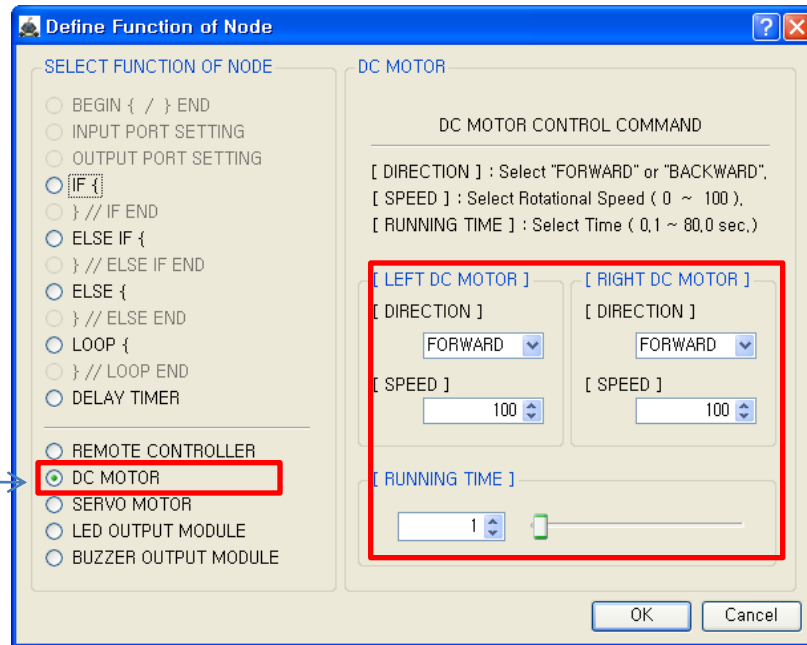 Define Function of Node
SELECT FUNCTION OF NODE
BEGIN { / } END
INPUT PORT SETTING
OUTPUT PORT SETTING
IF {
} // IF END
ELSE IF {
} // ELSE IF END
ELSE {
} // ELSE END
LOOP {
} // LOOP END
DELAY TIMER
REMOTE CONTROLLER
DC MOTOR
SERVO MOTOR
LED OUTPUT MODULE
BUZZER OUTPUT MODULE
DC MOTOR
DC MOTOR CONTROL COMMAND
[ DIRECTION ] : Select "FORWARD" or "BACKWARD".
[ SPEED ] : Select Rotational Speed ( 0 ~ 100 ).
[ RUNNING TIME ] : Select Time ( 0.1 ~ 80.0 sec.)
[ LEFT DC MOTOR ]
[ DIRECTION ]
FORWARD
[ SPEED ]
100
[ RIGHT DC MOTOR ]
[ DIRECTION ]
FORWARD
[ SPEED ]
100
[ RUNNING TIME ]
1
OK
Cancel